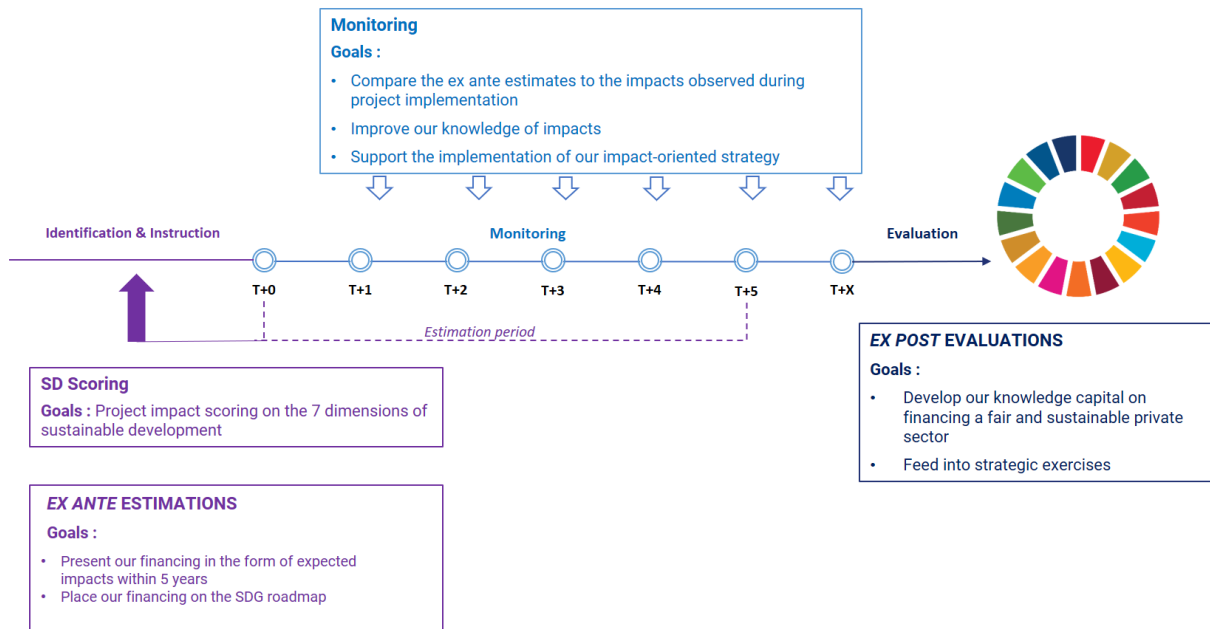 Monitoring
Goals :
• Compare the ex ante estimates to the impacts observed during
project implementation
• Improve our knowledge of impacts
• Support the implementation of our impact-oriented strategy
Identification & Instruction
Monitoring
Evaluation
T+0
T+1
T+2
T+3
T+4
T+5
T+X
Estimation period
SD Scoring
Goals : Project impact scoring on the 7 dimensions of
sustainable development
EX ANTE ESTIMATIONS
Goals :
• Present our financing in the form of expected
impacts within 5 years
• Place our financing on the SDG roadmap
EX POST EVALUATIONS
Goals :
• Develop our knowledge capital on
financing a fair and sustainable private
sector
• Feed into strategic exercises